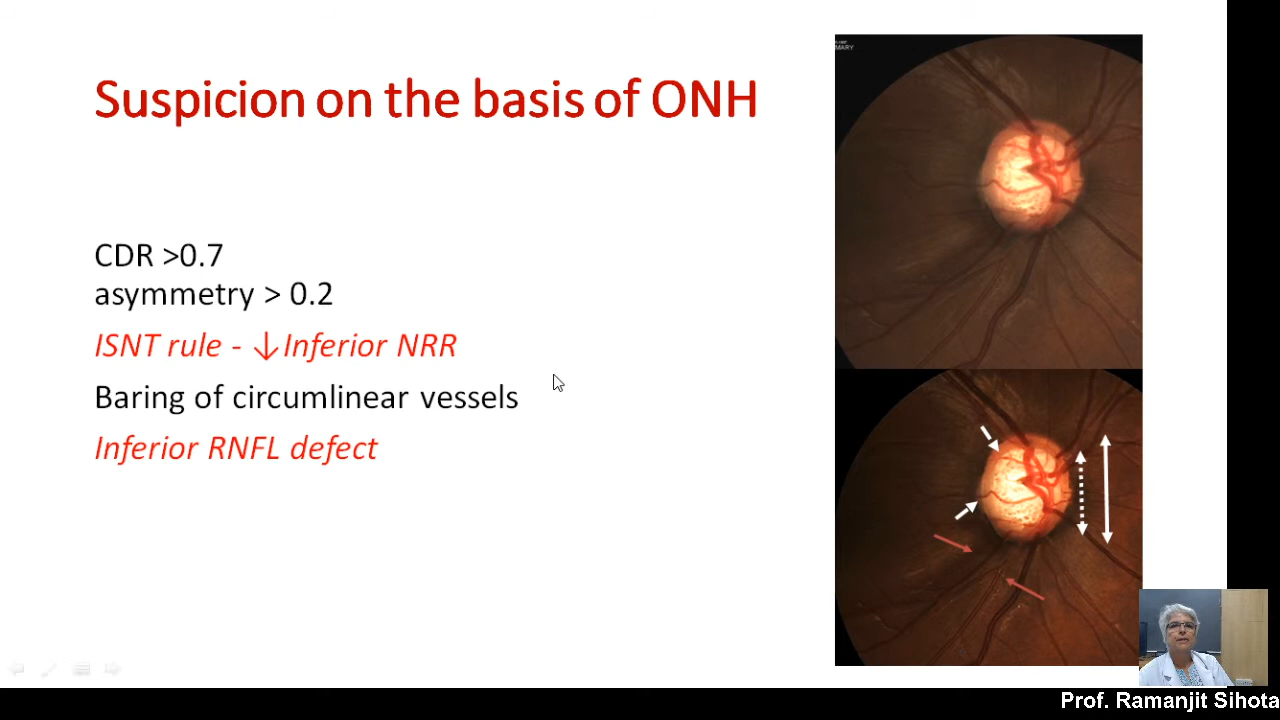 Suspicion on the basis of ONH
CDR >0.7
asymmetry > 0.2
ISNT rule - ↓Inferior NRR
Baring of circumlinear vessels
Inferior RNFL defect
Prof. Ramanjit Sihota